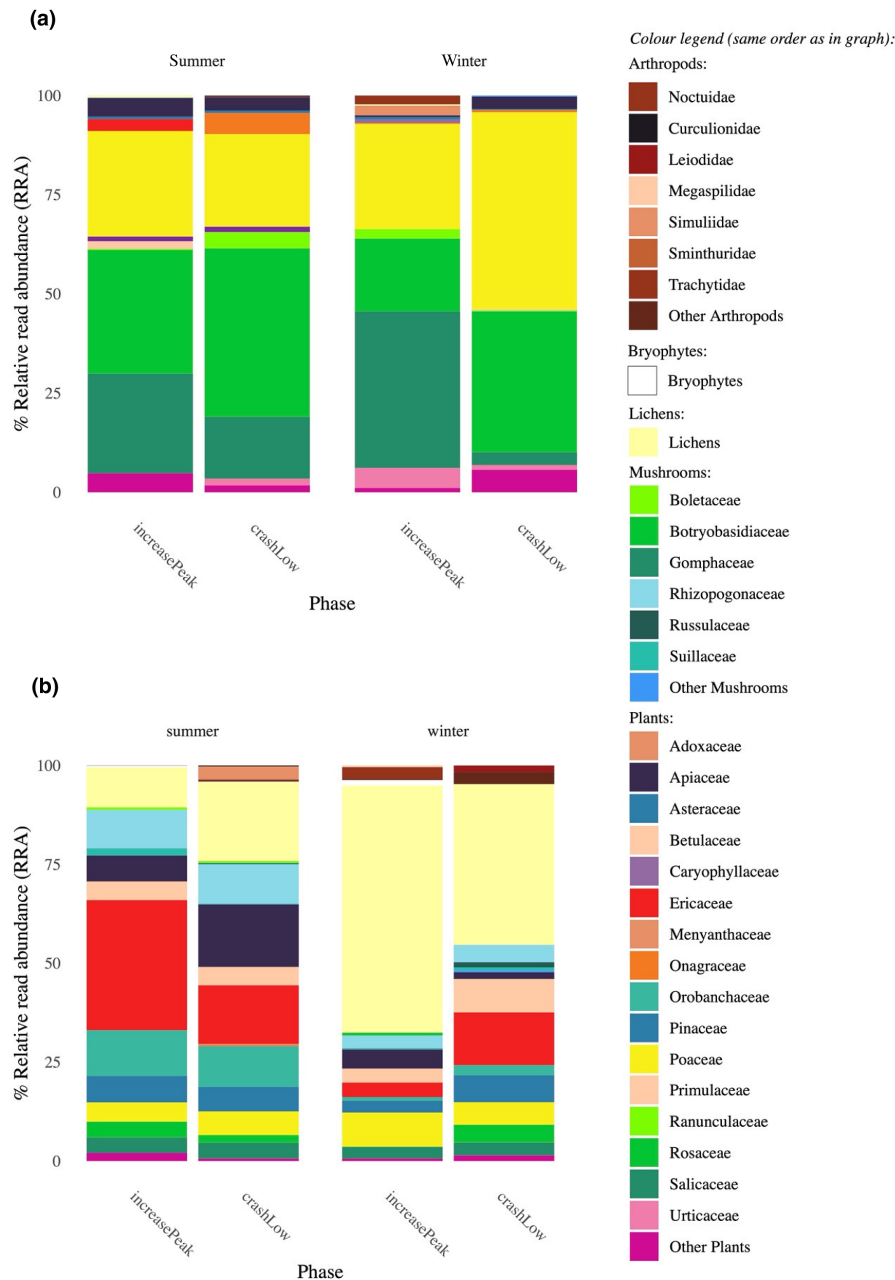 (a)
Summer
Winter
100
75
50
25
0
% Relative read abundance (RRA)
increasePeak
crashLow
increasePeak
crashLow
Phase
(b)
summer
winter
100
75
50
25
0
% Relative read abundance (RRA)
increasePeak
crashLow
increasePeak
crashLow
Phase
Colour legend (same order as in graph):
Arthropods:
Noctuidae
Curculionidae
Leiodidae
Megaspilidae
Simuliidae
Sminthuridae
Trachytidae
Other Arthropods
Bryophytes:
Bryophytes
Lichens:
Lichens
Mushrooms:
Boletaceae
Botryobasidiaceae
Gomphaceae
Rhizopogonaceae
Russulaceae
Suillaceae
Other Mushrooms
Plants:
Adoxaceae
Apiaceae
Asteraceae
Betulaceae
Caryophyllaceae
Ericaceae
Menyanthaceae
Onagraceae
Orobanchaceae
Pinaceae
Poaceae
Primulaceae
Ranunculaceae
Rosaceae
Salicaceae
Urticaceae
Other Plants